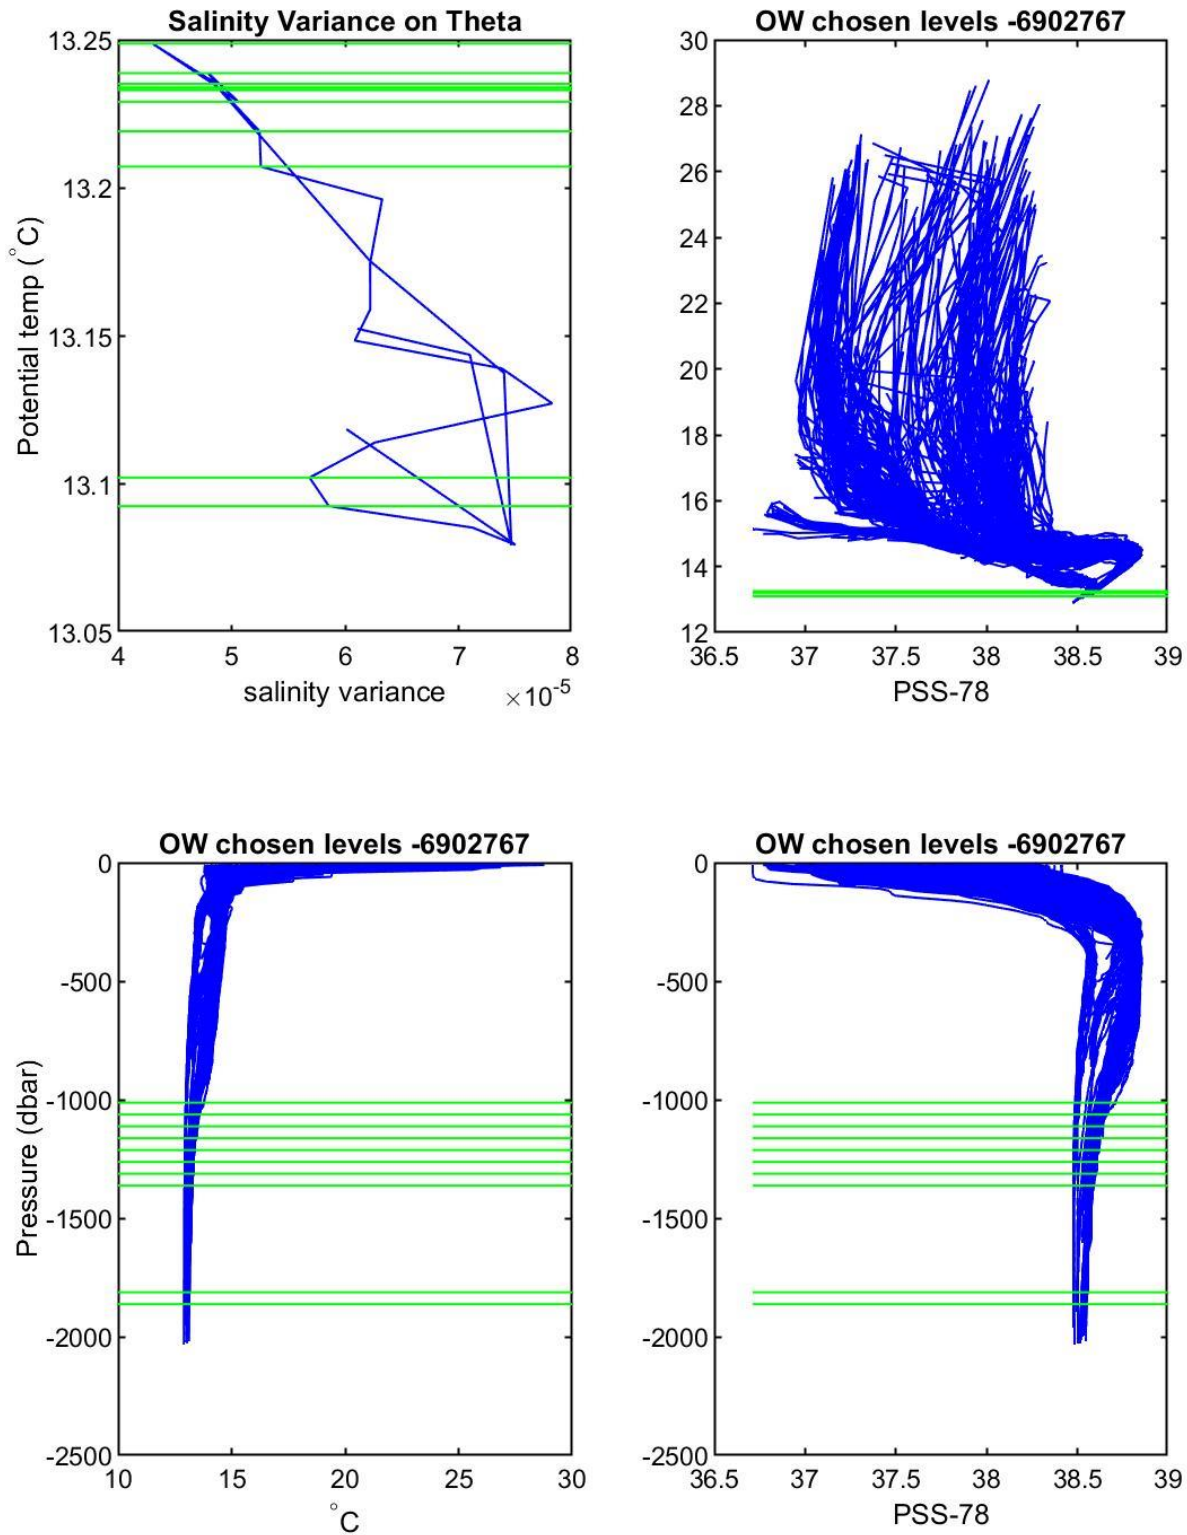 Salinity Variance on Theta
13.25
13.2
13.15
13.1
13.05
Potential temp (°C)
4 5 6 7 8
salinity variance ×10-5
OW chosen levels -6902767
30
28
26
24
22
20
18
16
14
12
36.5 37 37.5 38 38.5 39
PSS-78
OW chosen levels -6902767
0
-500
-1000
-1500
-2000
-2500
Pressure (dbar)
10 15 20 25 30
°C
OW chosen levels -6902767
0
-500
-1000
-1500
-2000
-2500
36.5 37 37.5 38 38.5 39
PSS-78